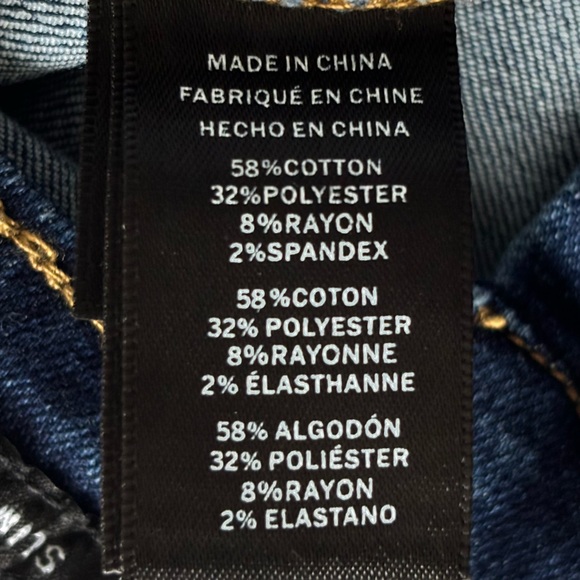 MADE IN CHINA
FABRIQUÉ EN CHINE
HECHO EN CHINA
58%COTTON
32%POLYESTER
8%RAYON
2%SPANDEX
58%COTON
32% POLYESTER
8%RAYONNE
2% ÉLASTHANNE
58% ALGODÓN
32% POLIÉSTER
8%RAYON
2% ELASTANO